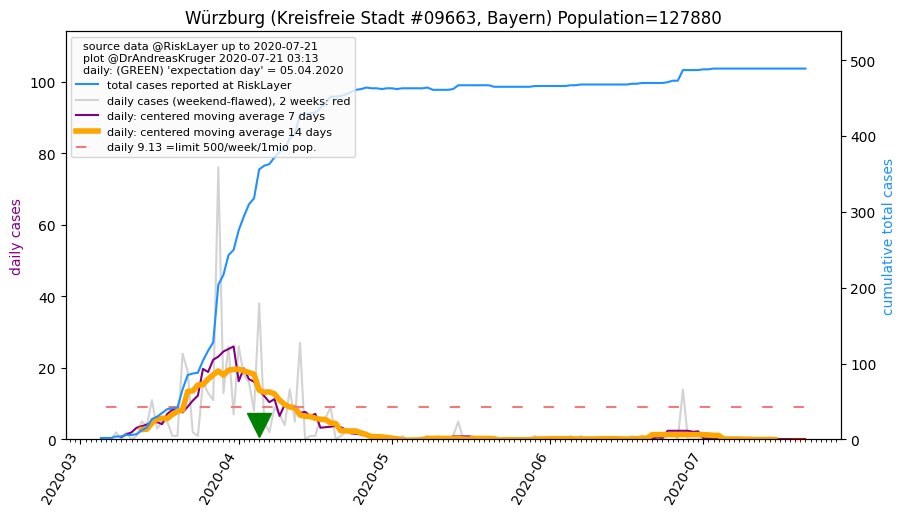 Würzburg (Kreisfreie Stadt #09663, Bayern) Population=127880
source data @RiskLayer up to 2020-07-21
plot @DrAndreasKruger 2020-07-21 03:13
daily: (GREEN) 'expectation day' = 05.04.2020
total cases reported at RiskLayer
daily cases (weekend-flawed), 2 weeks: red
daily: centered moving average 7 days
daily: centered moving average 14 days
daily 9.13 =limit 500/week/1mio pop.
daily cases
100
80
60
40
20
0
cumulative total cases
500
400
300
200
100
0
2020-03
2020-04
2020-05
2020-06
2020-07